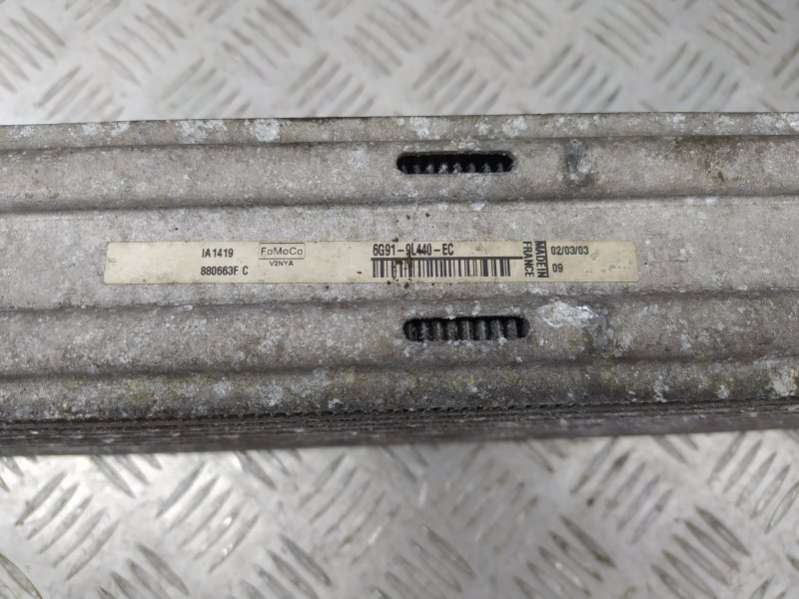 IA1419
880663F C
FoMoCo
V2NYA
6G91-9L440-EC
MADE IN
FRANCE
02/03/03
09